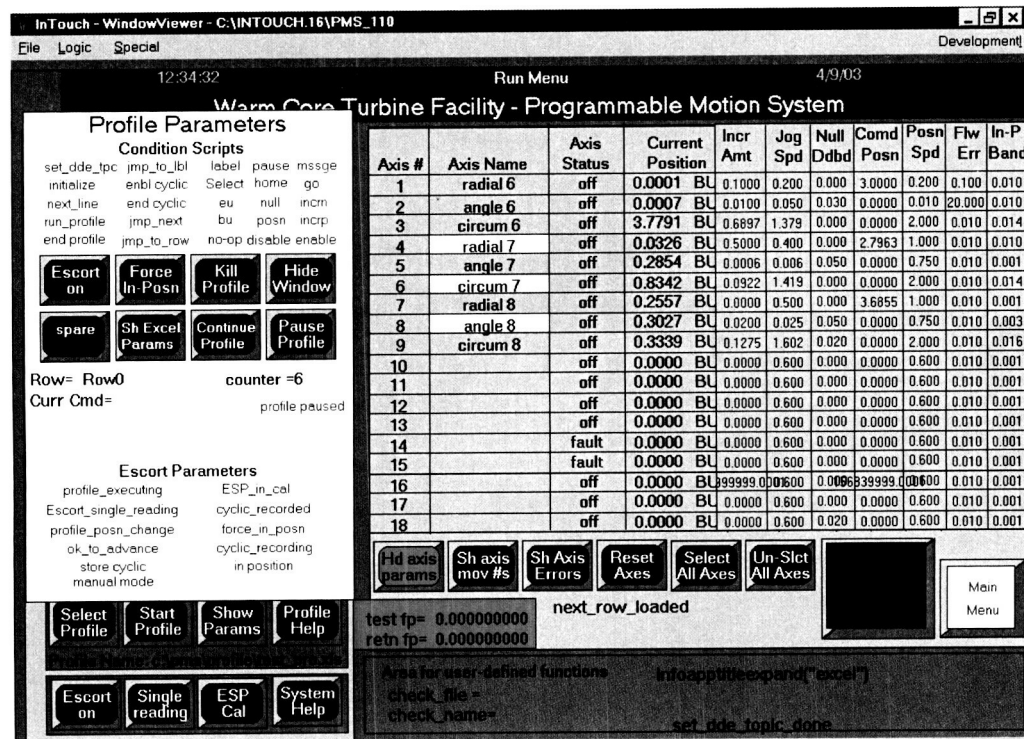 InTouch - WindowViewer - C:\INTOUCH.16\PMS_110
File Logic Special Development!
12:34:32 Run Menu 4/9/03
Warm Core Turbine Facility - Programmable Motion System
Profile Parameters
Condition Scripts
set_dde_tpc jmp_to_lbl label pause mssge
initialize enbl cyclic Select home go
next_line end cyclic eu null incrn
run_profile jmp_next bu posn incrp
end profile jmp_to_row no-op disable enable
Escort on Force In-Posn Kill Profile Hide Window
spare Sh Excel Params Continue Profile Pause Profile
Row= Row0 counter =6
Curr Cmd= profile paused
Escort Parameters
profile_executing ESP_in_cal
Escort_single_reading cyclic_recorded
profile_posn_change force_in_posn
ok_to_advance cyclic_recording
store cyclic in position
manual mode
Select Profile Start Profile Show Params Profile Help
Escort on Single reading ESP Cal System Help
Axis # Axis Name Axis Status Current Position Incr Amt Jog Spd Null Ddbd Comd Posn Posn Spd Flw Err In-P Band
1 radial 6 off 0.0001 BU 0.1000 0.200 0.000 3.0000 0.200 0.100 0.010
2 angle 6 off 0.0007 BU 0.0100 0.050 0.030 0.0000 0.010 20.000 0.010
3 circum 6 off 3.7791 BU 0.6897 1.379 0.000 0.0000 2.000 0.010 0.014
4 radial 7 off 0.0326 BU 0.5000 0.400 0.000 2.7963 1.000 0.010 0.010
5 angle 7 off 0.2854 BU 0.0006 0.006 0.050 0.0000 0.750 0.010 0.001
6 circum 7 off 0.8342 BU 0.0922 1.419 0.000 0.0000 2.000 0.010 0.014
7 radial 8 off 0.2557 BU 0.0000 0.500 0.000 3.6855 1.000 0.010 0.001
8 angle 8 off 0.3027 BU 0.0200 0.025 0.050 0.0000 0.750 0.010 0.003
9 circum 8 off 0.3339 BU 0.1275 1.602 0.020 0.0000 2.000 0.010 0.016
10 off 0.0000 BU 0.0000 0.600 0.000 0.0000 0.600 0.010 0.001
11 off 0.0000 BU 0.0000 0.600 0.000 0.0000 0.600 0.010 0.001
12 off 0.0000 BU 0.0000 0.600 0.000 0.0000 0.600 0.010 0.001
13 off 0.0000 BU 0.0000 0.600 0.000 0.0000 0.600 0.010 0.001
14 fault 0.0000 BU 0.0000 0.600 0.000 0.0000 0.600 0.010 0.001
15 fault 0.0000 BU 0.0000 0.600 0.000 0.0000 0.600 0.010 0.001
16 off 0.0000 BU 0.010 0.001
17 off 0.0000 BU 0.0000 0.600 0.000 0.0000 0.600 0.010 0.001
18 off 0.0000 BU 0.0000 0.600 0.020 0.0000 0.600 0.010 0.001
Hd axis params Sh axis mov #s Sh Axis Errors Reset Axes Select All Axes Un-Slct All Axes
Main Menu
next_row_loaded
test fp= 0.000000000
retn fp= 0.000000000
Area for user-defined functions infoapptitleexpand("excel")
check_file =
check_name=
set_dde_topic_done